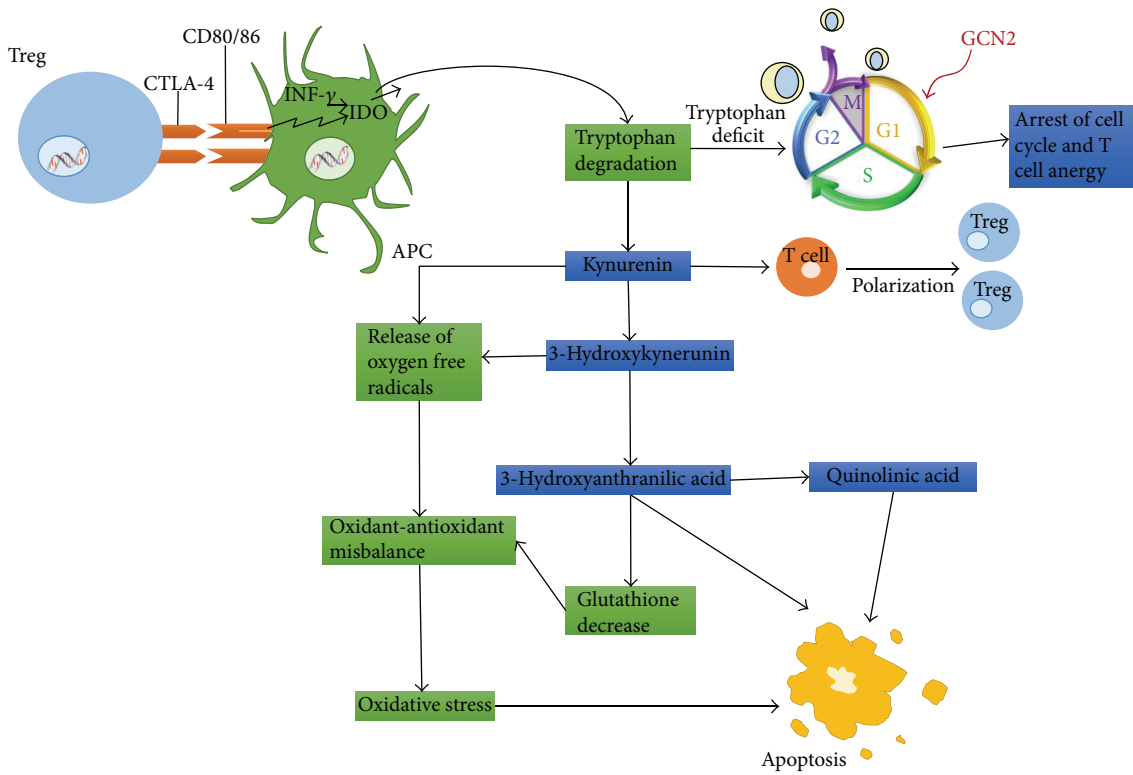 Treg
CD80/86
CTLA-4
INF-γ
IDO
APC
Tryptophan
degradation
Tryptophan
deficit
M
G2
G1
S
GCN2
Arrest of cell
cycle and T
cell anergy
Kynurenin
T cell
Polarization
Treg
Treg
Release of
oxygen free
radicals
3-Hydroxykynerunin
3-Hydroxyanthranilic acid
Quinolinic acid
Oxidant-antioxidant
misbalance
Glutathione
decrease
Oxidative stress
Apoptosis